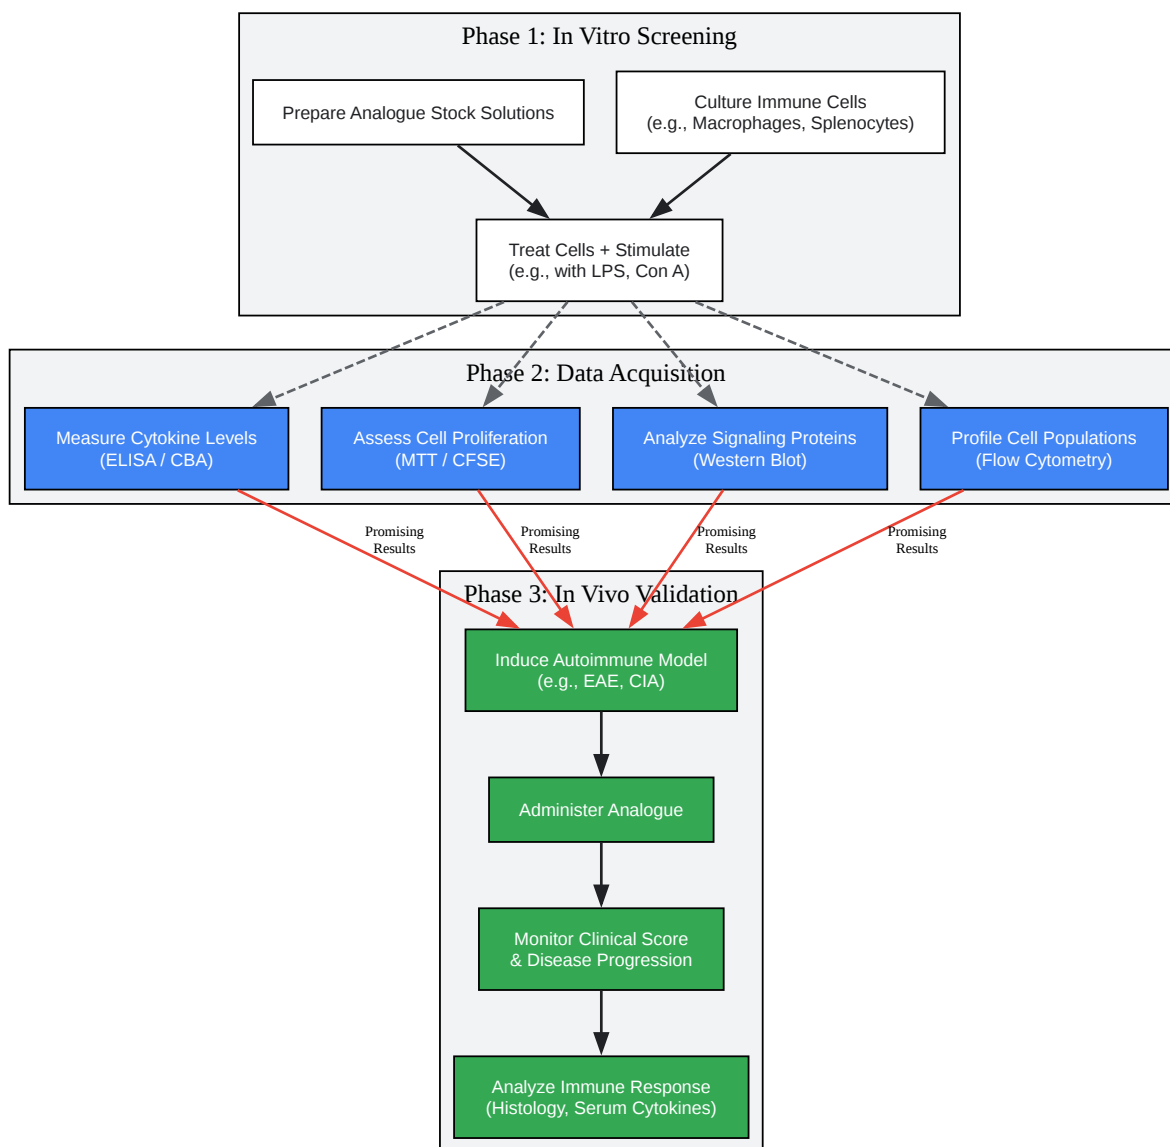 Phase 1: In Vitro Screening
Prepare Analogue Stock Solutions
Culture Immune Cells
(e.g., Macrophages, Splenocytes)
Treat Cells + Stimulate
(e.g., with LPS, Con A)
Phase 2: Data Acquisition
Measure Cytokine Levels
(ELISA / CBA)
Assess Cell Proliferation
(MTT / CFSE)
Analyze Signaling Proteins
(Western Blot)
Profile Cell Populations
(Flow Cytometry)
Promising
Results
Promising
Results
Promising
Results
Promising
Results
Phase 3: In Vivo Validation
Induce Autoimmune Model
(e.g., EAE, CIA)
Administer Analogue
Monitor Clinical Score
& Disease Progression
Analyze Immune Response
(Histology, Serum Cytokines)